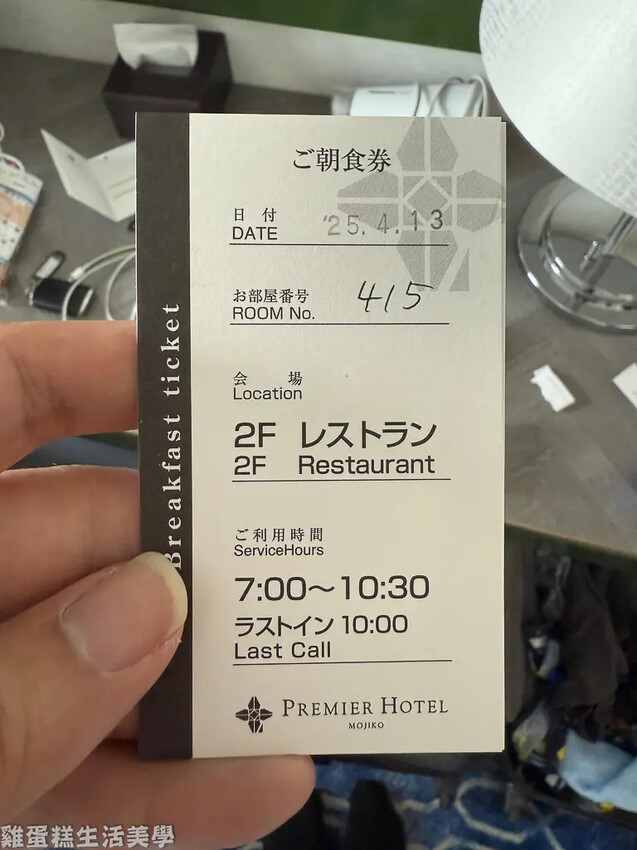 ご朝食券
日 付
DATE
'25.4.13
お部屋番号
ROOM No.
415
会 場
Location
2F レストラン
2F Restaurant
ご利用時間
ServiceHours
7:00～10:30
ラストイン 10:00
Last Call
PREMIER HOTEL
MOJIKO
Breakfast ticket
雞蛋糕生活美學